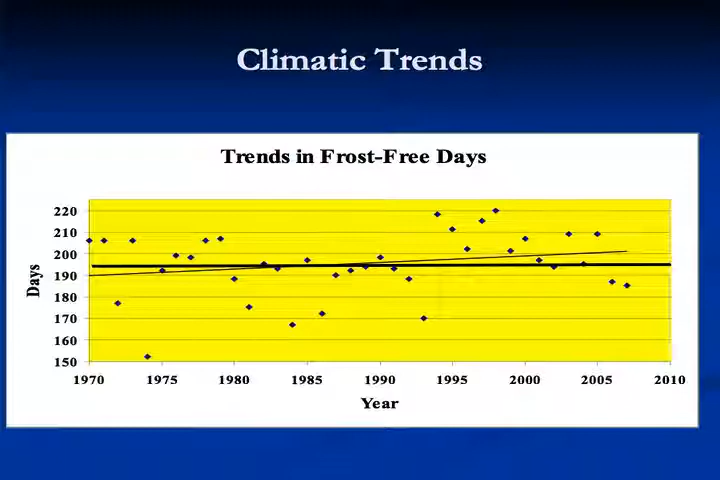 Climatic Trends
Trends in Frost-Free Days
220
210
200
190
180
170
160
150
Days
1970 1975 1980 1985 1990 1995 2000 2005 2010
Year